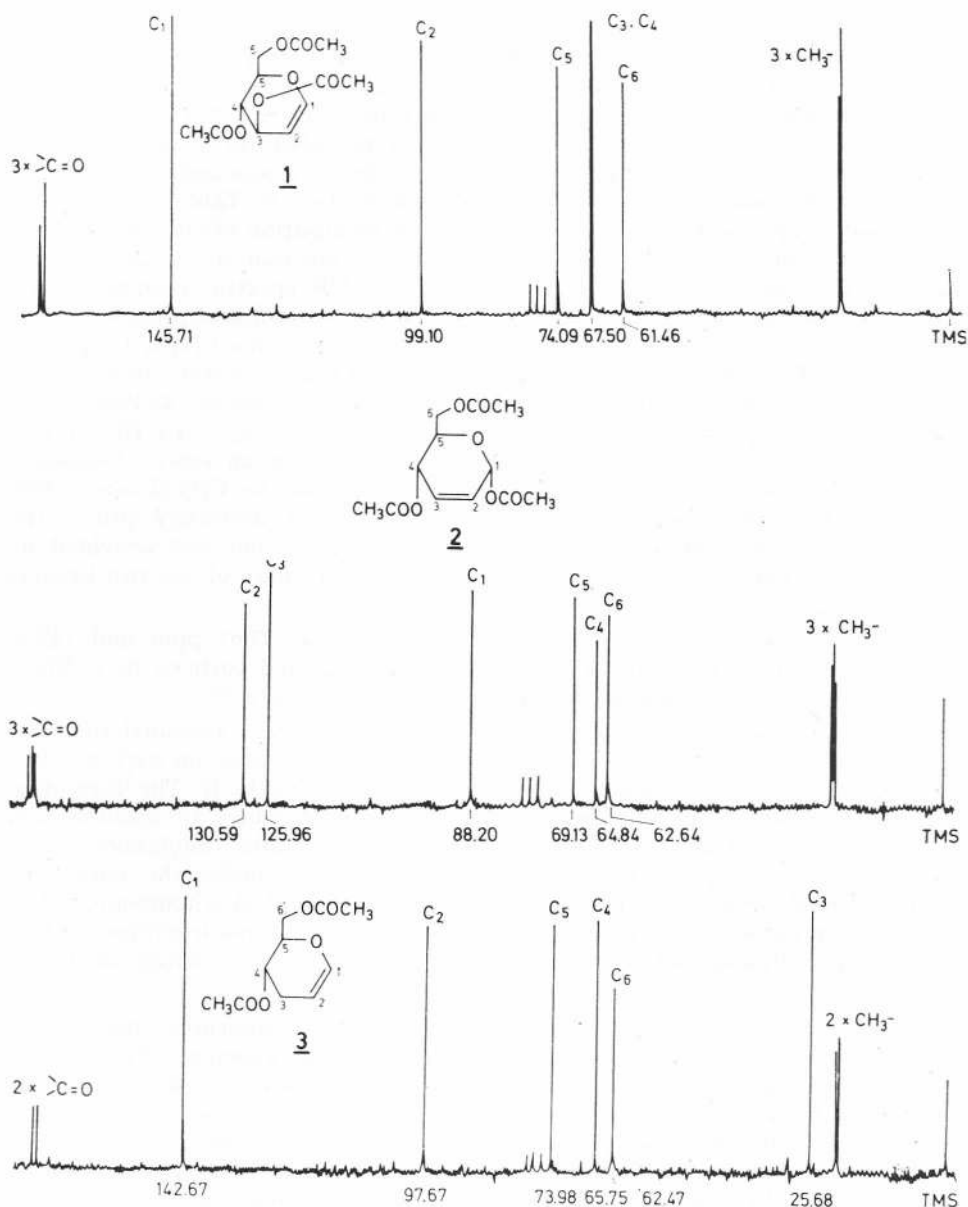 C₁
C₂
C₅
C₃, C₄
C₆
3 × CH₃-
3 × >C=O
6 OCOCH₃
5 O
O COCH₃
4 1
CH₃COO 3 2
1
145.71 99.10 74.09 67.50 61.46 TMS
6 OCOCH₃
5 O
4 1
CH₃COO 3 2 OCOCH₃
2
C₂
C₃
C₁
C₅
C₄
C₆
3 × CH₃-
3 × >C=O
130.59 125.96 88.20 69.13 64.84 62.64 TMS
C₁
C₂
C₅
C₄
C₆
C₃
2 × CH₃-
2 × >C=O
6 OCOCH₃
5 O
4 1
CH₃COO 3 2
3
142.67 97.67 73.98 65.75 62.47 25.68 TMS